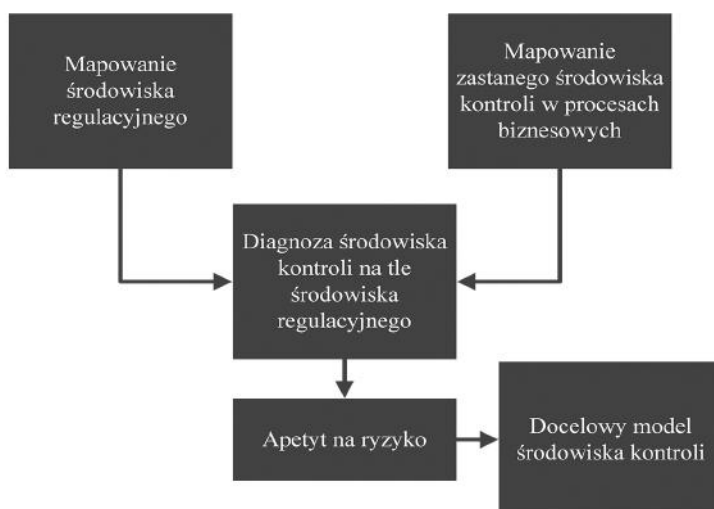 Mapowanie
środowiska
regulacyjnego
Mapowanie
zastanego środowiska
kontroli w procesach
biznesowych
Diagnoza środowiska
kontroli na tle
środowiska
regulacyjnego
Apetyt na ryzyko
Docelowy model
środowiska kontroli